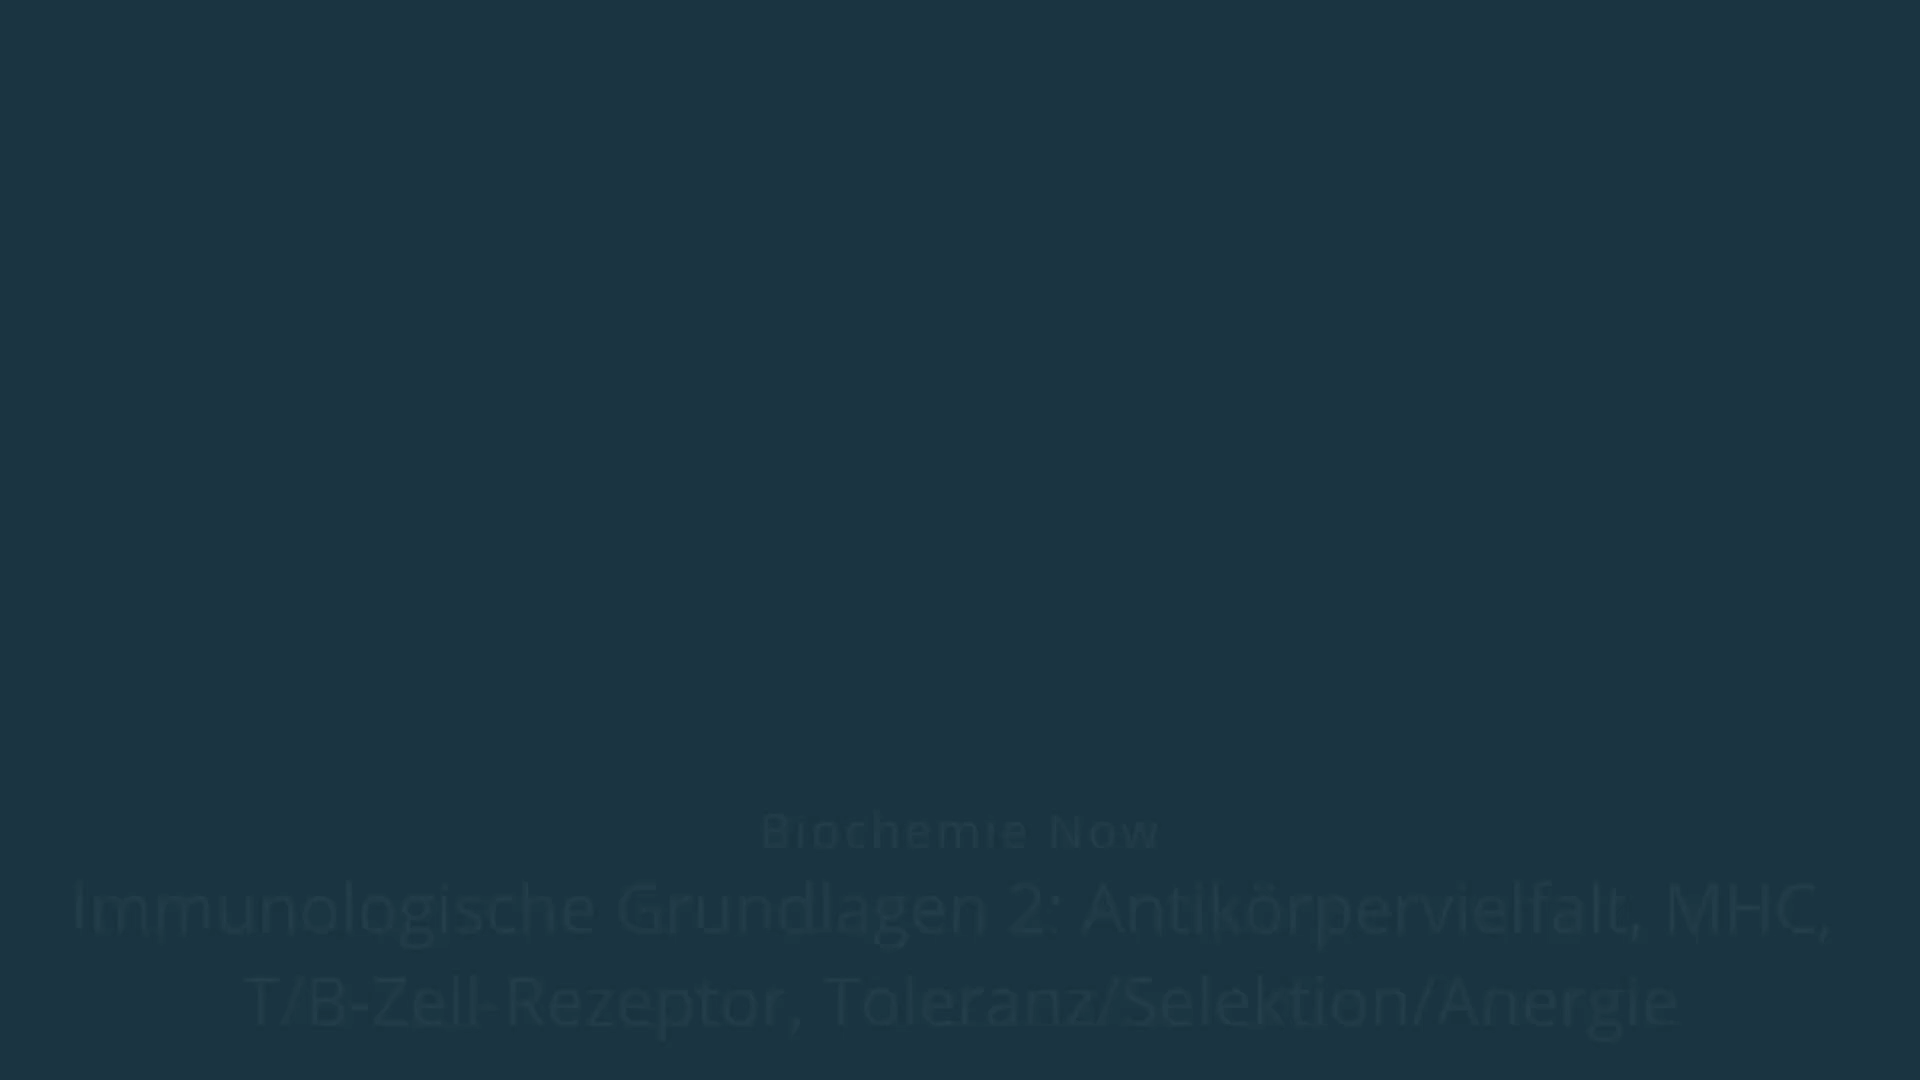 Biochemie Now
Immunologische Grundlagen 2: Antikörpervielfalt, MHC,
T/B-Zell-Rezeptor, Toleranz/Selektion/Anergie